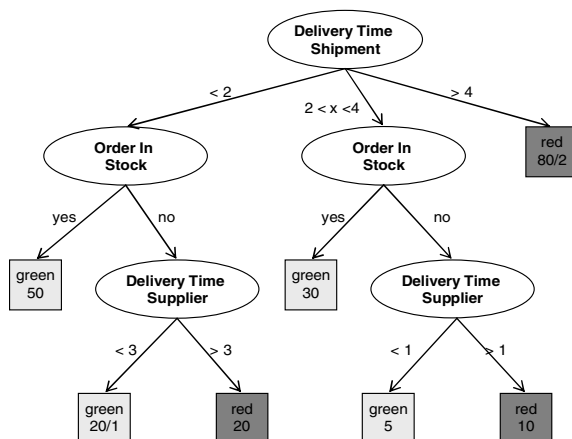 Delivery Time
Shipment
< 2
2 < x <4
> 4
Order In
Stock
Order In
Stock
red
80/2
yes
no
yes
no
green
50
Delivery Time
Supplier
green
30
Delivery Time
Supplier
< 3
> 3
< 1
> 1
green
20/1
red
20
green
5
red
10